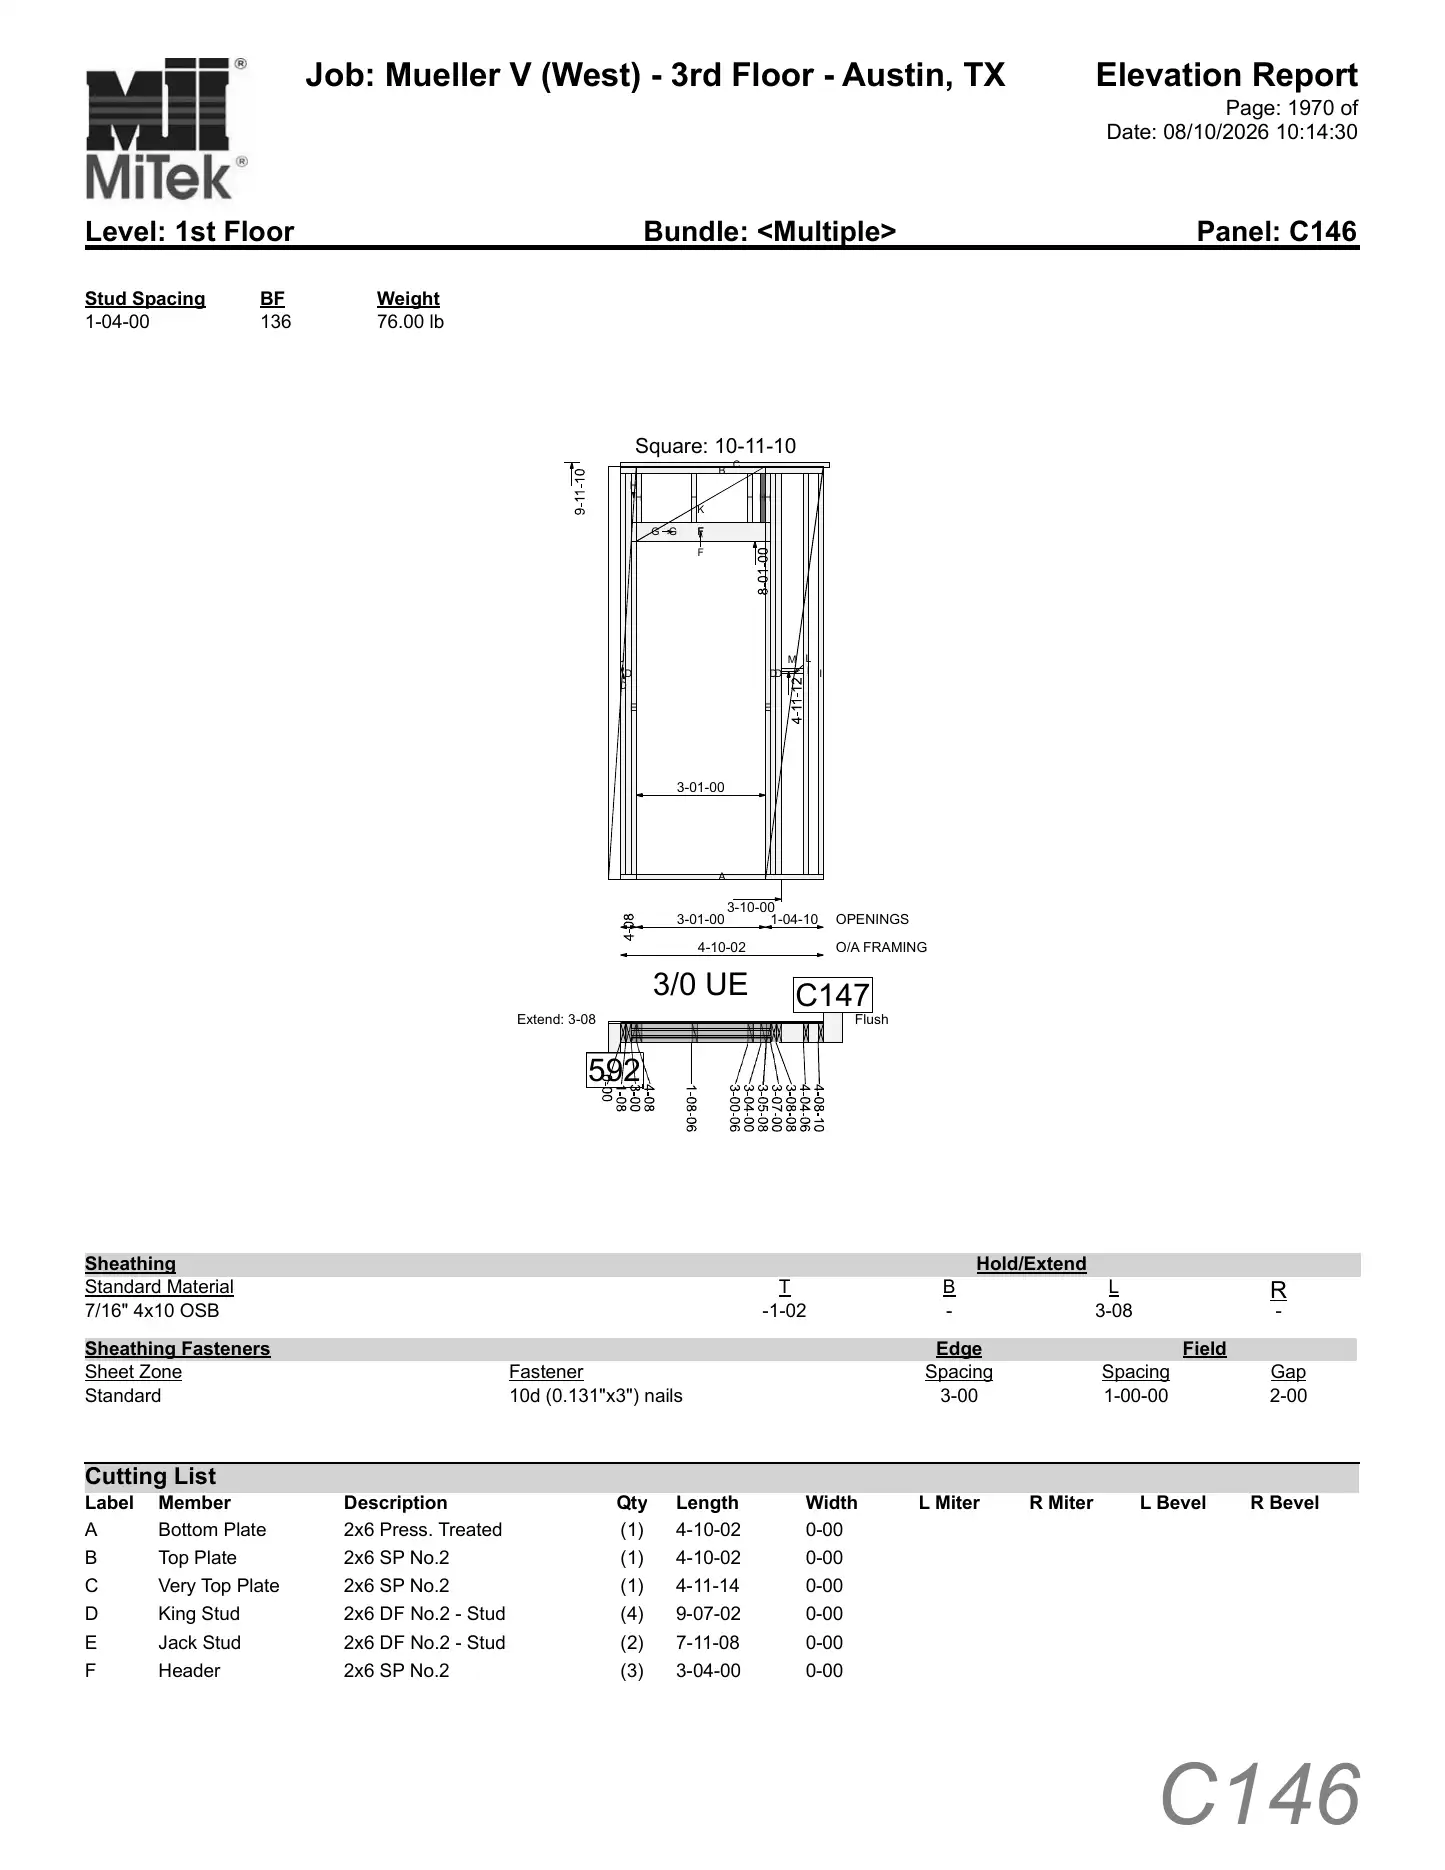 Job: Mueller V (West) - 3rd Floor - Austin, TX
Elevation Report
Page: 1970 of
Date: 08/10/2026 10:14:30
MiTek®
Level: 1st Floor Bundle: <Multiple> Panel: C146
Stud Spacing BF Weight
1-04-00 136 76.00 lb
Square: 10-11-10
9-11-10
C
B
K
G G F
F
8-01-00
M L
D D I
4-11-12
3-01-00
A
3-10-00
4-08 3-01-00 1-04-10 OPENINGS
4-10-02 O/A FRAMING
3/0 UE
C147
Extend: 3-08 Flush
592
0-00 1-08 3-00 4-08 1-08-06 3-00-06 3-04-00 3-05-08 3-07-00 3-08-08 4-04-06 4-08-10
Sheathing Hold/Extend
Standard Material T B L R
7/16" 4x10 OSB -1-02 - 3-08 -
Sheathing Fasteners Edge Field
Sheet Zone Fastener Spacing Spacing Gap
Standard 10d (0.131"x3") nails 3-00 1-00-00 2-00
Cutting List
Label Member Description Qty Length Width L Miter R Miter L Bevel R Bevel
A Bottom Plate 2x6 Press. Treated (1) 4-10-02 0-00
B Top Plate 2x6 SP No.2 (1) 4-10-02 0-00
C Very Top Plate 2x6 SP No.2 (1) 4-11-14 0-00
D King Stud 2x6 DF No.2 - Stud (4) 9-07-02 0-00
E Jack Stud 2x6 DF No.2 - Stud (2) 7-11-08 0-00
F Header 2x6 SP No.2 (3) 3-04-00 0-00
C146